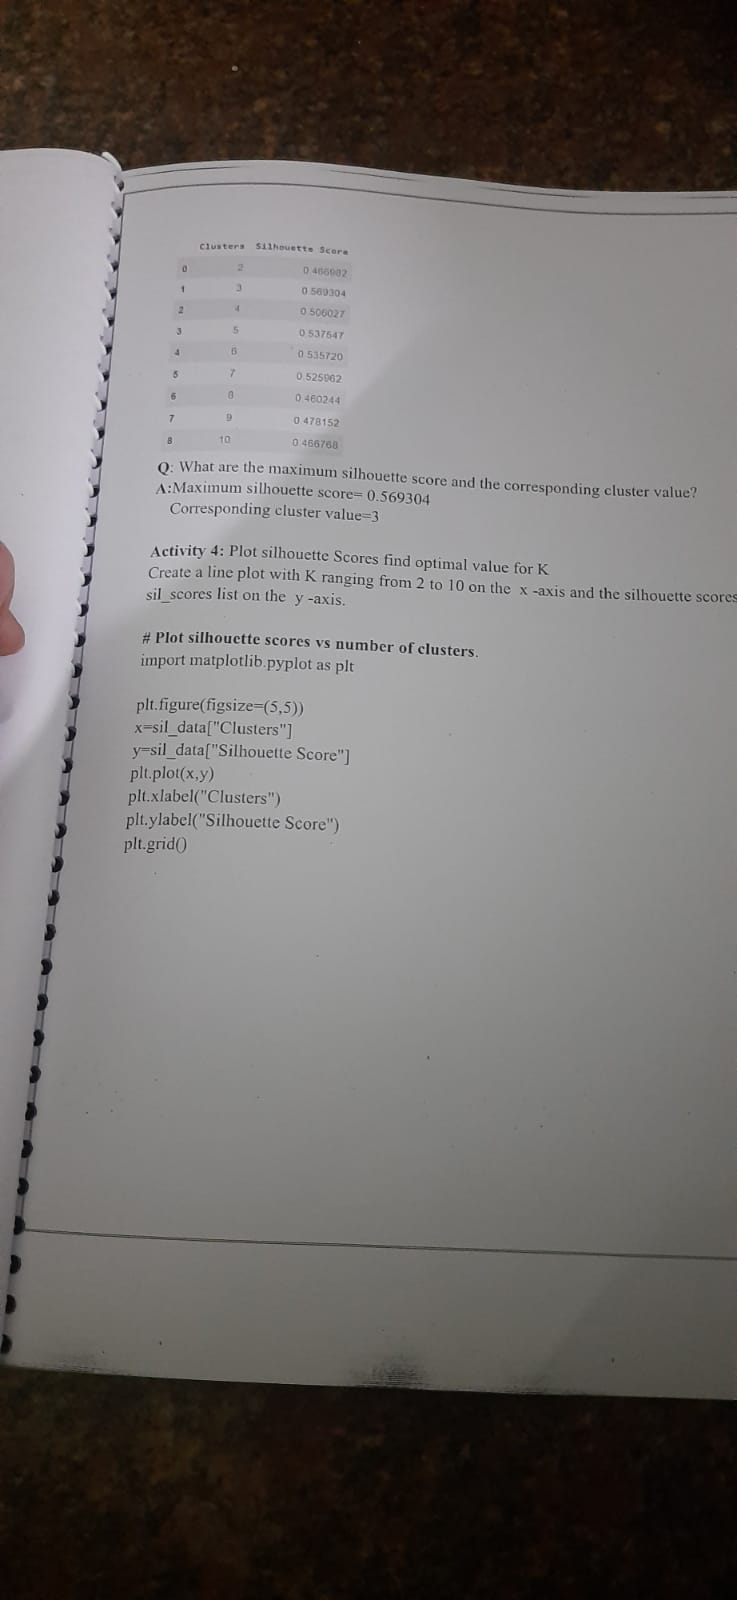 Clusters Silhouette Score
0 2 0.466982
1 3 0.569304
2 4 0.506027
3 5 0.537547
4 6 0.535720
5 7 0.525962
6 8 0.460244
7 9 0.478152
8 10 0.466768
Q: What are the maximum silhouette score and the corresponding cluster value?
A:Maximum silhouette score= 0.569304
Corresponding cluster value=3
Activity 4: Plot silhouette Scores find optimal value for K
Create a line plot with K ranging from 2 to 10 on the x -axis and the silhouette scores
sil_scores list on the y -axis.
# Plot silhouette scores vs number of clusters.
import matplotlib.pyplot as plt
plt.figure(figsize=(5,5))
x=sil_data["Clusters"]
y=sil_data["Silhouette Score"]
plt.plot(x,y)
plt.xlabel("Clusters")
plt.ylabel("Silhouette Score")
plt.grid()